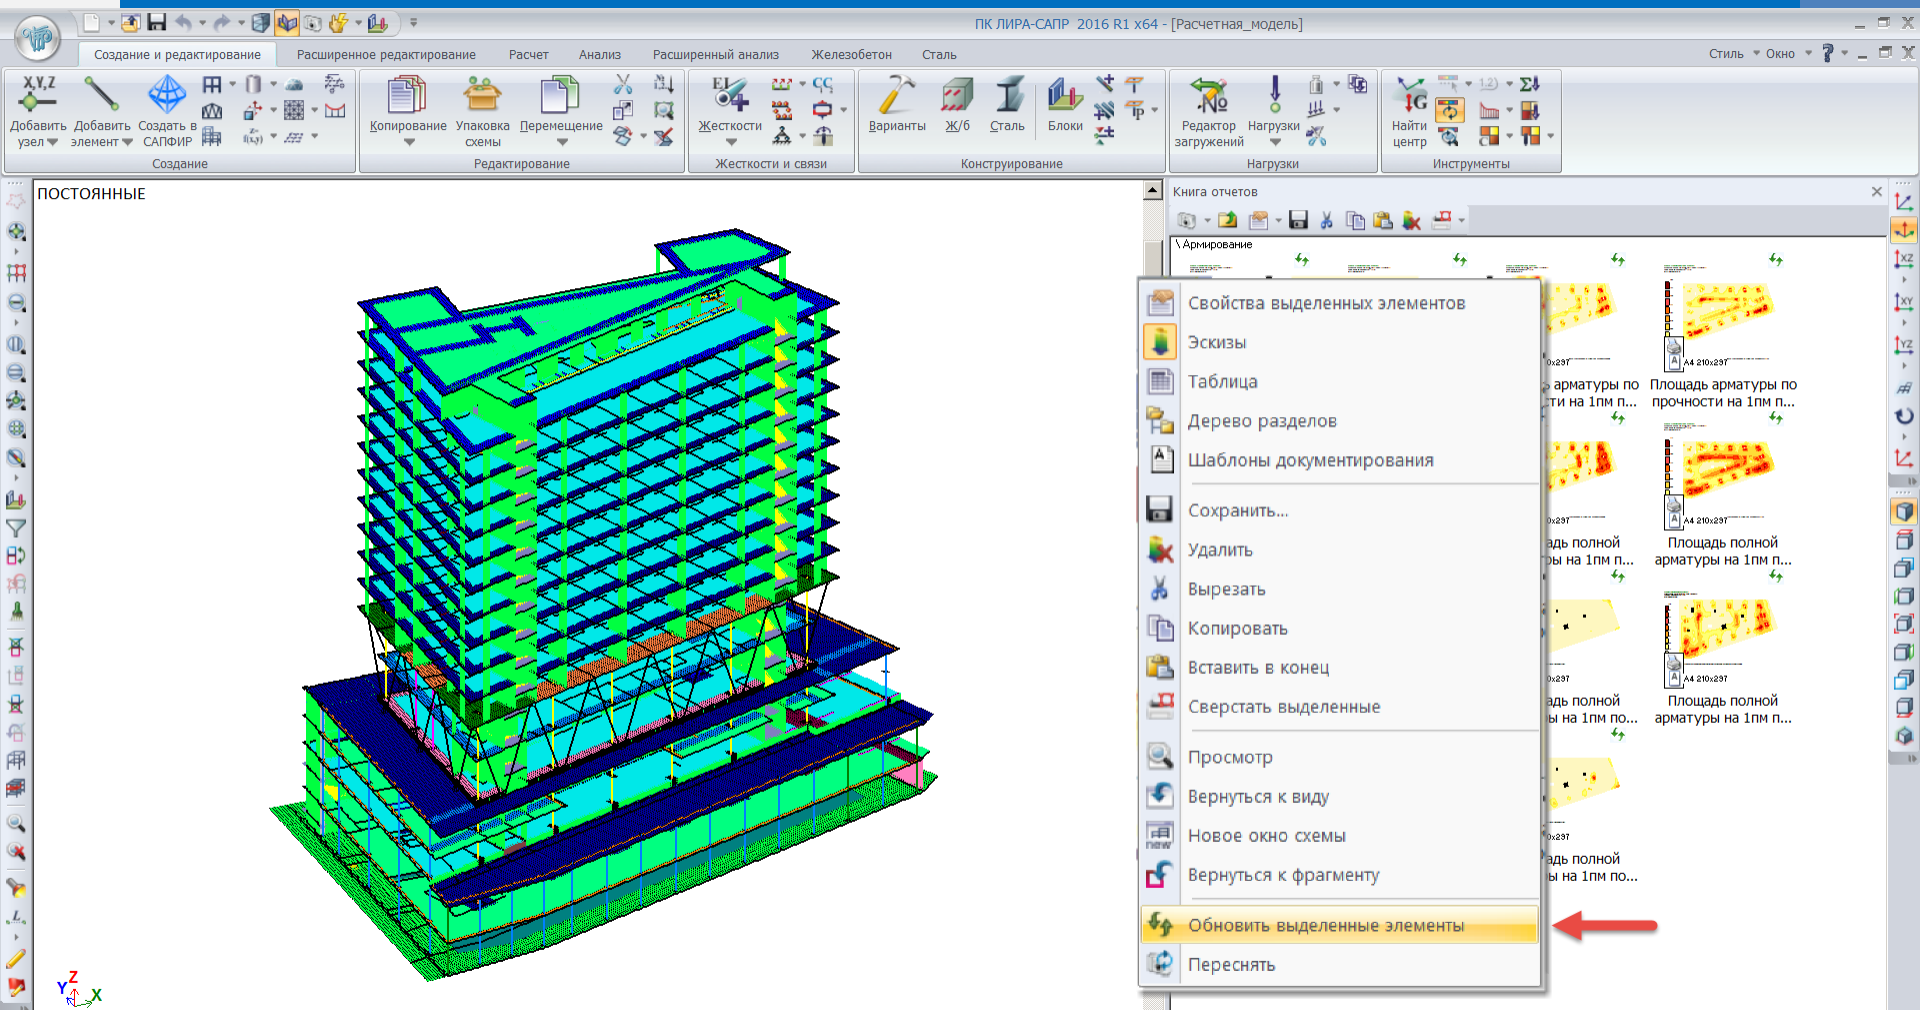 ПК ЛИРА-САПР 2016 R1 x64 - [Расчетная_модель]
Создание и редактирование
Расширенное редактирование
Расчет
Анализ
Расширенный анализ
Железобетон
Сталь
Стиль
Окно
X,Y,Z
Добавить узел
Добавить элемент
Создать в САПФИР
Создание
Копирование
Упаковка схемы
Перемещение
Редактирование
Жесткости
Жесткости и связи
Варианты
Ж/б
Сталь
Блоки
Конструирование
Редактор загружений
Нагрузки
Нагрузки
Найти центр
Инструменты
ПОСТОЯННЫЕ
Книга отчетов
\ Армирование
Свойства выделенных элементов
Эскизы
Таблица
Дерево разделов
Шаблоны документирования
Сохранить...
Удалить
Вырезать
Копировать
Вставить в конец
Сверстать выделенные
Просмотр
Вернуться к виду
Новое окно схемы
Вернуться к фрагменту
Обновить выделенные элементы
Переснять
A4 210x297
Площадь арматуры по
прочности на 1пм п...
A4 210x297
Площадь полной
арматуры на 1пм п...
A4 210x297
Площадь полной
арматуры на 1пм п...
Z
Y
X